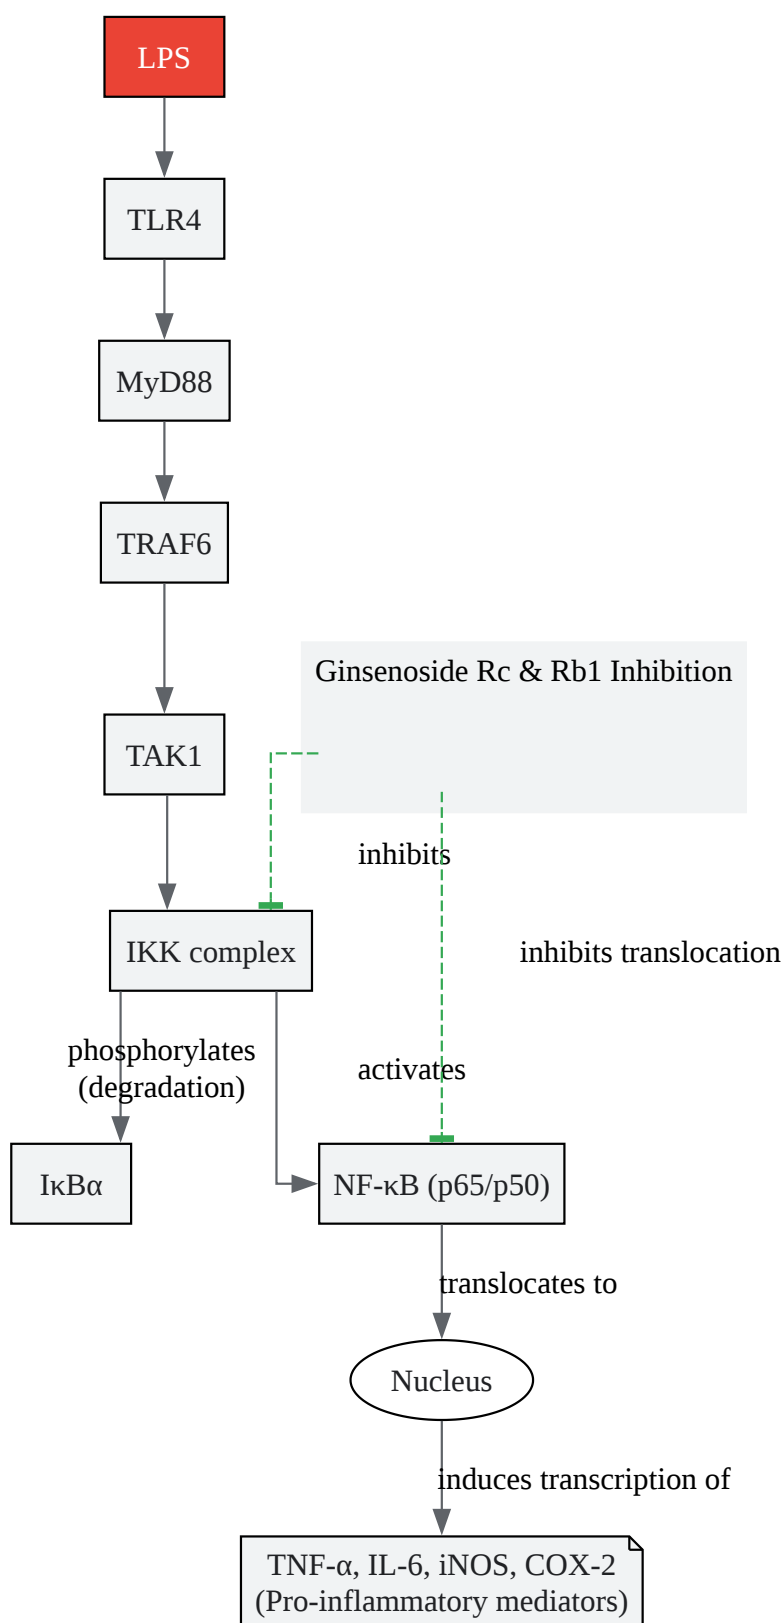 LPS
TLR4
MyD88
TRAF6
Ginsenoside Rc & Rb1 Inhibition
TAK1
inhibits
IKK complex
inhibits translocation
phosphorylates
(degradation)
activates
IκBα
NF-κB (p65/p50)
translocates to
Nucleus
induces transcription of
TNF-α, IL-6, iNOS, COX-2
(Pro-inflammatory mediators)